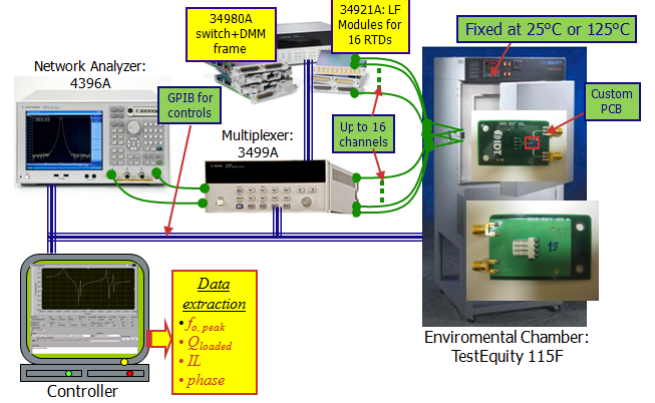 34980A
switch+DMM
frame
34921A: LF
Modules for
16 RTDs
Fixed at 25°C or 125°C
Network Analyzer:
4396A
GPIB for
controls
Multiplexer:
3499A
Up to 16
channels
Custom
PCB
IDT
13
Data
extraction
• fo, peak
• Qloaded
• IL
• phase
Enviromental Chamber:
TestEquity 115F
Controller